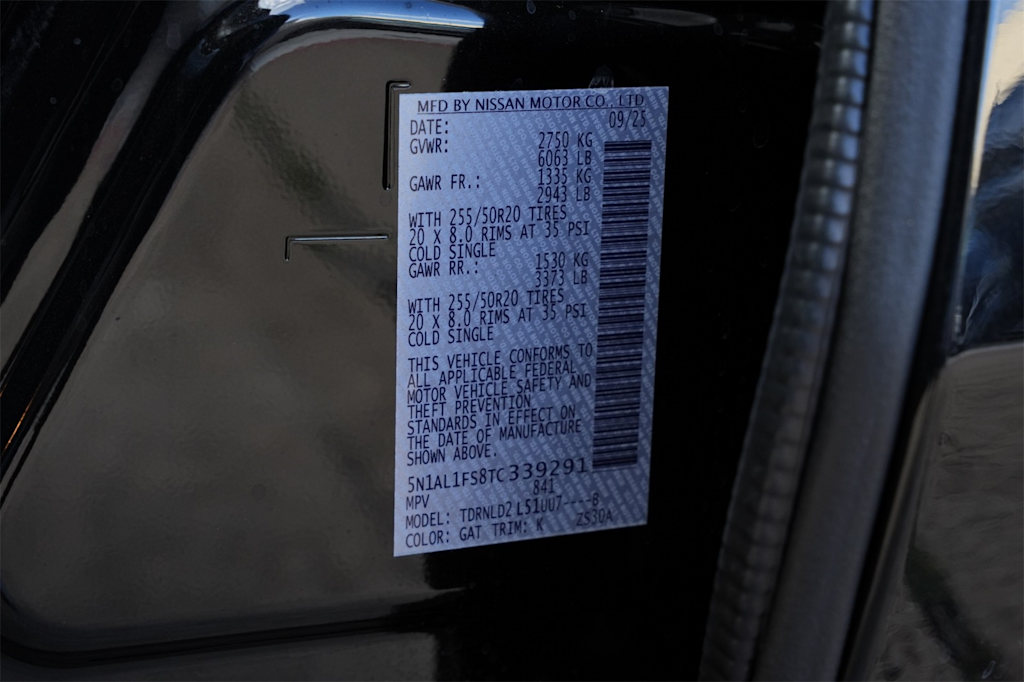 MFD BY NISSAN MOTOR CO., LTD
DATE: 09/25
GVWR: 2750 KG
6063 LB
GAWR FR.: 1335 KG
2943 LB
WITH 255/50R20 TIRES
20 X 8.0 RIMS AT 35 PSI
COLD SINGLE
GAWR RR.: 1530 KG
3373 LB
WITH 255/50R20 TIRES
20 X 8.0 RIMS AT 35 PSI
COLD SINGLE
THIS VEHICLE CONFORMS TO
ALL APPLICABLE FEDERAL
MOTOR VEHICLE SAFETY AND
THEFT PREVENTION
STANDARDS IN EFFECT ON
THE DATE OF MANUFACTURE
SHOWN ABOVE.
5N1AL1FS8TC339291
MPV 841
MODEL: TDRNLD2L51UU7----B
COLOR: GAT TRIM: K ZS30A